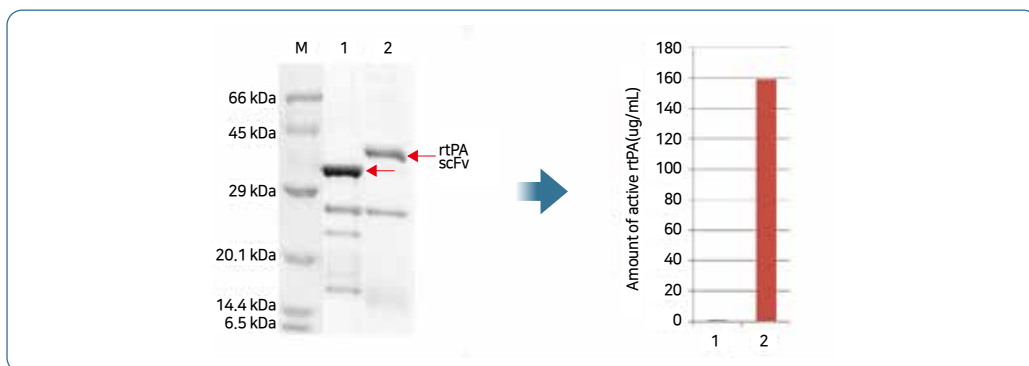 M 1 2
66 kDa
45 kDa
rtPA
scFv
29 kDa
20.1 kDa
14.4 kDa
6.5 kDa
Amount of active rtPA(ug/mL)
180
160
140
120
100
80
60
40
20
0
1 2